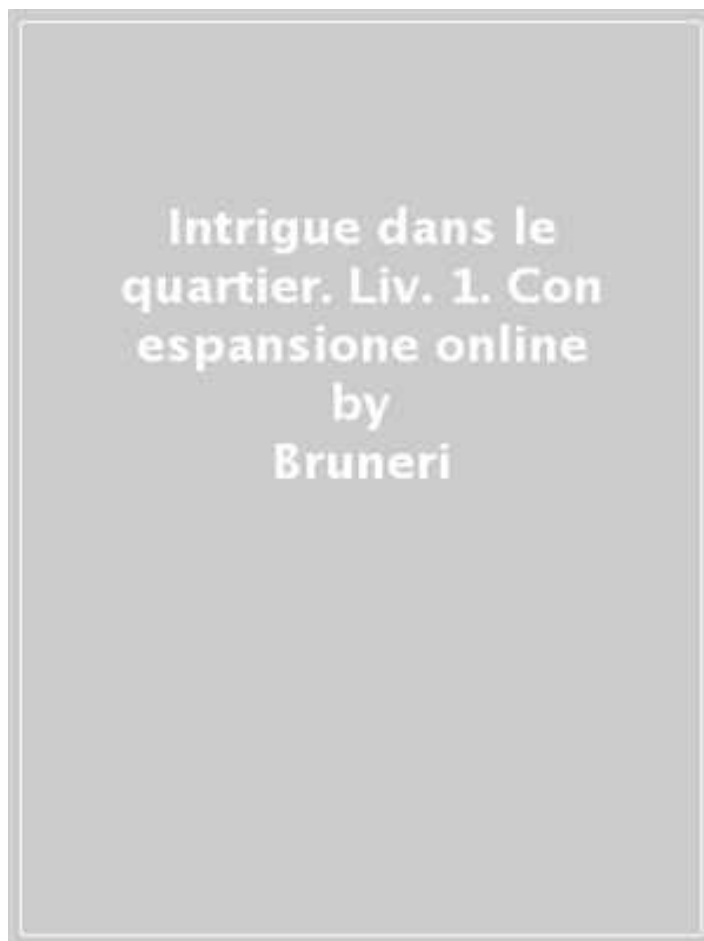 Intrigue dans le
quartier. Liv. 1. Con
espansione online
by
Bruneri